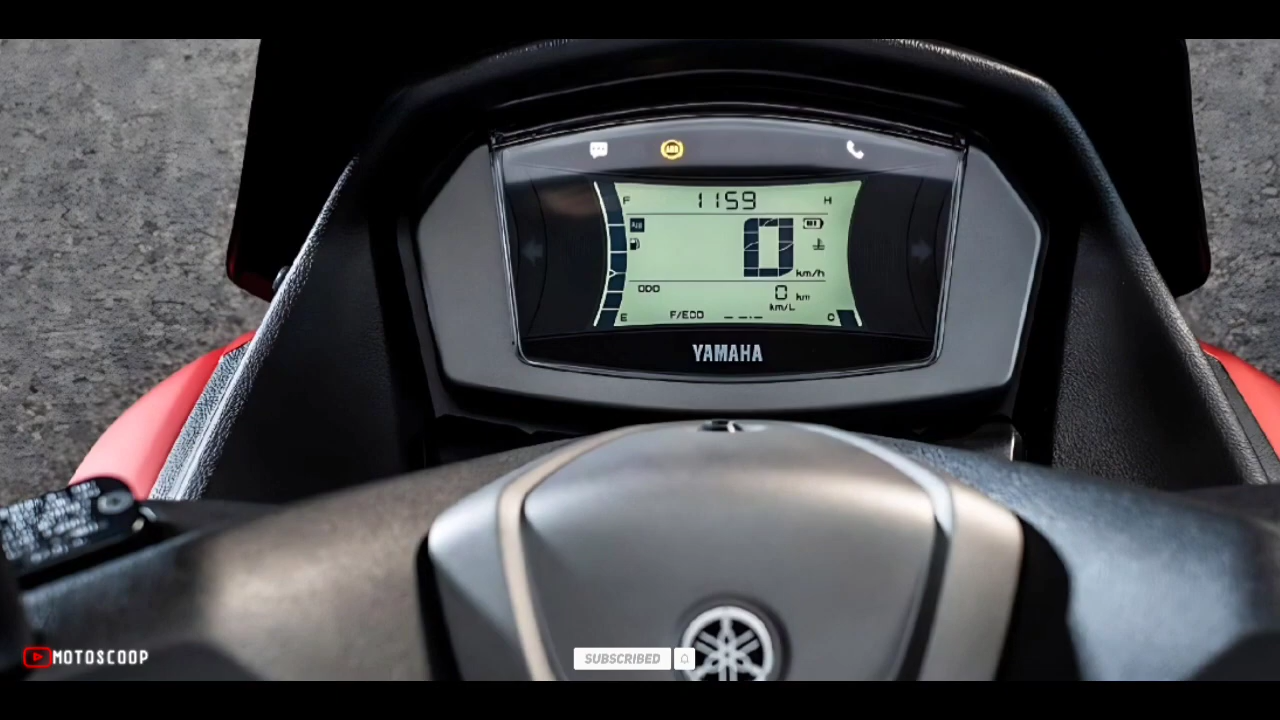 F 1159 H
0
km/h
ODO 0 km
km/L
E F/ECO --.- C
YAMAHA
MOTOSCOOP
SUBSCRIBED